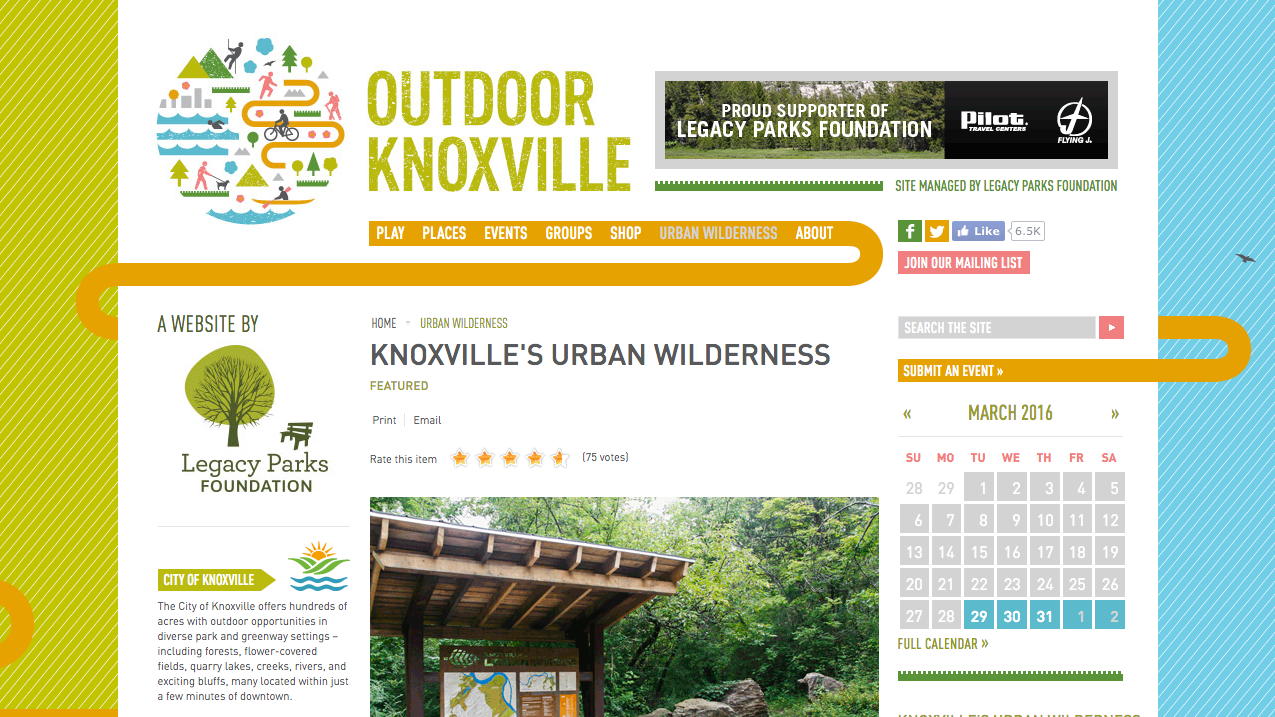 OUTDOOR
KNOXVILLE
PROUD SUPPORTER OF
LEGACY PARKS FOUNDATION
Pilot.
TRAVEL CENTERS
FLYING J.
SITE MANAGED BY LEGACY PARKS FOUNDATION
PLAY PLACES EVENTS GROUPS SHOP URBAN WILDERNESS ABOUT
f Like 6.5K
JOIN OUR MAILING LIST
A WEBSITE BY
Legacy Parks
FOUNDATION
CITY OF KNOXVILLE
The City of Knoxville offers hundreds of
acres with outdoor opportunities in
diverse park and greenway settings –
including forests, flower-covered
fields, quarry lakes, creeks, rivers, and
exciting bluffs, many located within just
a few minutes of downtown.
HOME - URBAN WILDERNESS
KNOXVILLE'S URBAN WILDERNESS
FEATURED
Print Email
Rate this item (75 votes)
SEARCH THE SITE
SUBMIT AN EVENT »
« MARCH 2016 »
SU MO TU WE TH FR SA
28 29 1 2 3 4 5
6 7 8 9 10 11 12
13 14 15 16 17 18 19
20 21 22 23 24 25 26
27 28 29 30 31 1 2
FULL CALENDAR »
KNOXVILLE'S URBAN WILDERNESS